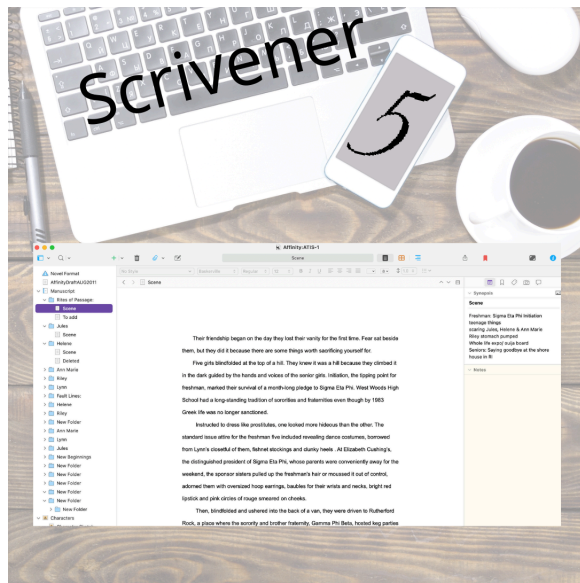 Scrivener
5
Affinity:ATIS-1
Scene
No Style
Regular
B I U
Scene
Novel Format
AffinityDraftAUG2011
Manuscript
Rites of Passage:
Scene
To add
Jules
Scene
Helene
Scene
Deleted
Ann Marie
Riley
Lynn
Fault Lines:
Helene
Riley
New Folder
Ann Marie
Lynn
Jules
New Beginnings
New Folder
New Folder
New Folder
New Folder
New Folder
New Folder
Characters
Their friendship began on the day they lost their vanity for the first time. Fear sat beside
them, but they did it because there are some things worth sacrificing yourself for.
Five girls blindfolded at the top of a hill. They knew it was a hill because they climbed it
in the dark guided by the hands and voices of the senior girls. Initiation, the tipping point for
freshman, marked their survival of a month-long pledge to Sigma Eta Phi. West Woods High
School had a long-standing tradition of sororities and fraternities even though by 1983
Greek life was no longer sanctioned.
Instructed to dress like prostitutes, one looked more hideous than the other. The
standard issue attire for the freshman five included revealing dance costumes, borrowed
from Lynn's closetful of them, fishnet stockings and clunky heels . At Elizabeth Cushing's,
the distinguished president of Sigma Eta Phi, whose parents were conveniently away for the
weekend, the sponsor sisters pulled up the freshman's hair or moussed it out of control,
adorned them with oversized hoop earrings, baubles for their wrists and necks, bright red
lipstick and pink circles of rouge smeared on cheeks.
Then, blindfolded and ushered into the back of a van, they were driven to Rutherford
Rock, a place where the sorority and brother fraternity, Gamma Phi Beta, hosted keg parties
Synopsis
Scene
Freshman: Sigma Eta Phi Initiation
teenage things
scaring Jules, Helene & Ann Marie
Riley stomach pumped
Whole life expo/ ouija board
Seniors: Saying goodbye at the shore
house in RI
Notes